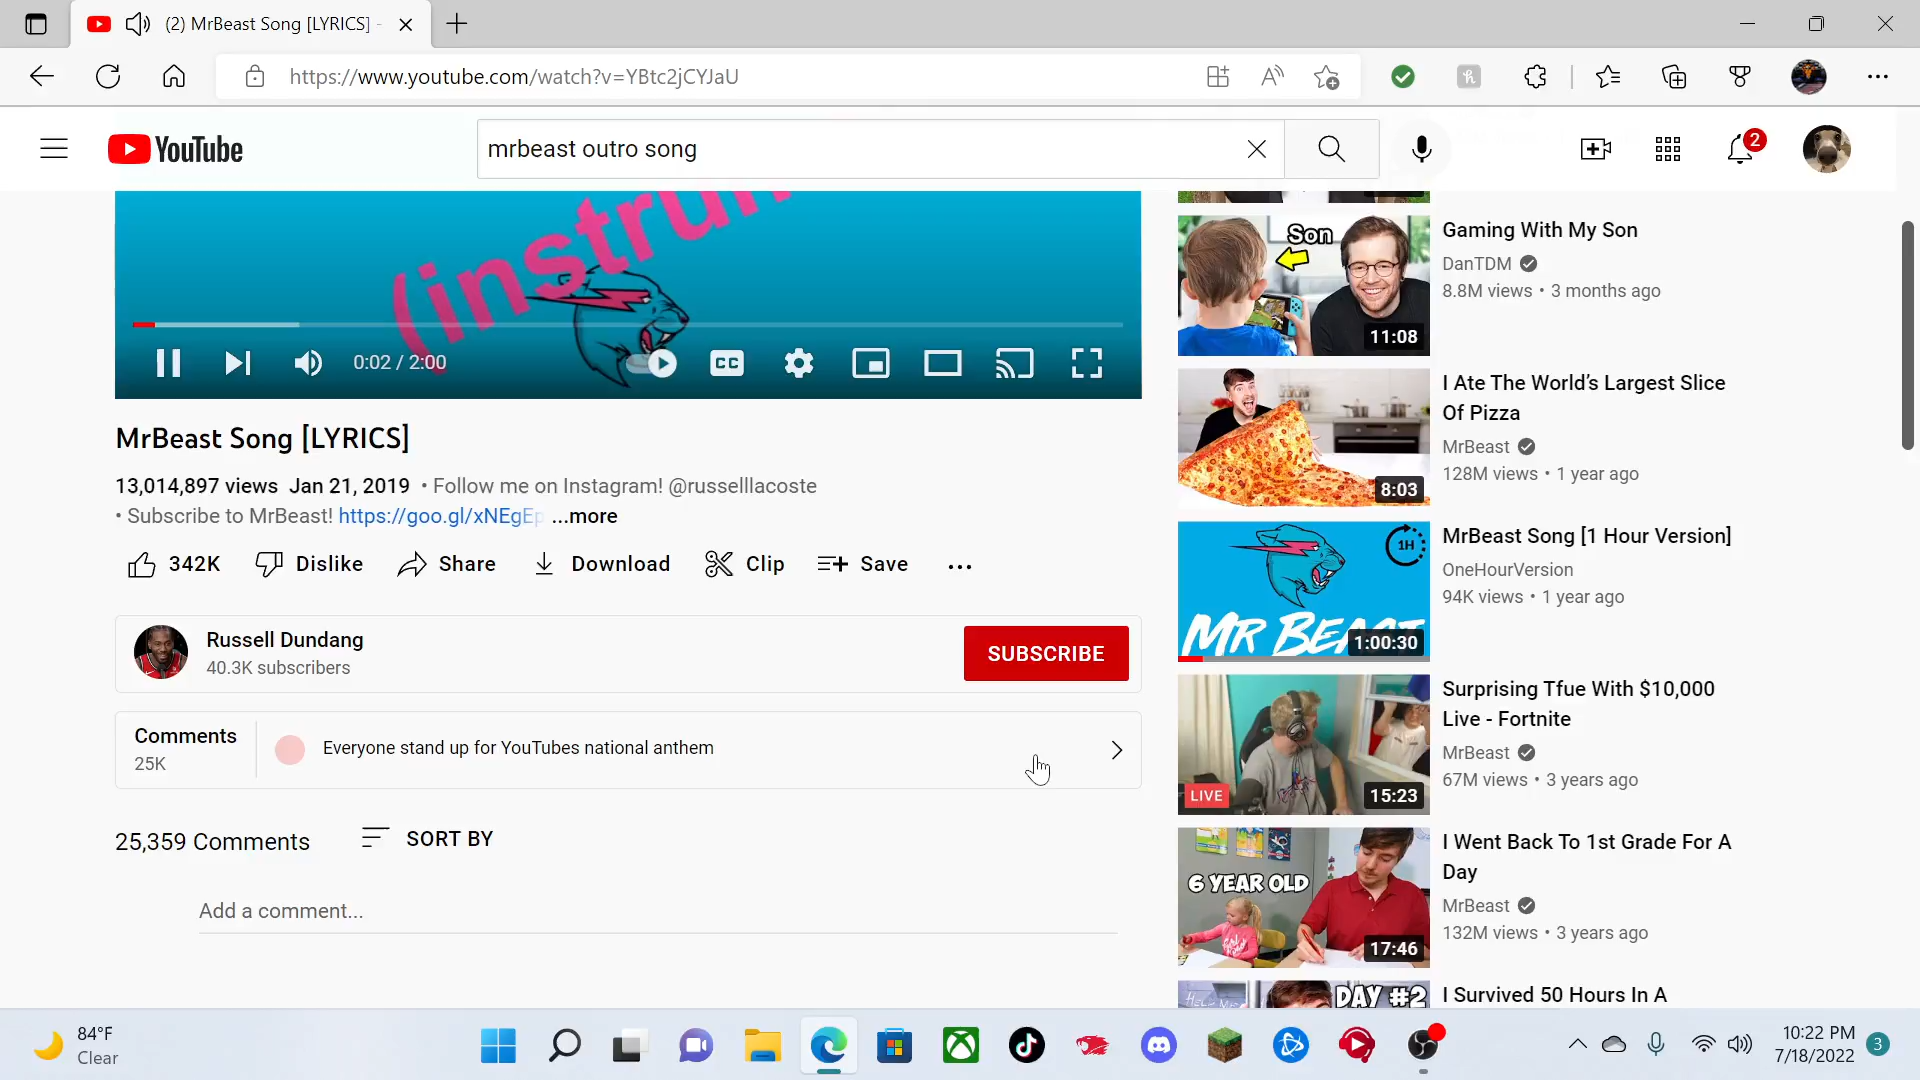 (2) MrBeast Song [LYRICS] -
https://www.youtube.com/watch?v=YBtc2jCYJaU
YouTube
mrbeast outro song
2
(instrum
0:02 / 2:00
CC
MrBeast Song [LYRICS]
13,014,897 views Jan 21, 2019 • Follow me on Instagram! @russelllacoste
• Subscribe to MrBeast! https://goo.gl/xNEgEp ...more
342K Dislike Share Download Clip Save ...
Russell Dundang
40.3K subscribers
SUBSCRIBE
Comments
25K
Everyone stand up for YouTubes national anthem
25,359 Comments SORT BY
Add a comment...
Son
11:08
Gaming With My Son
DanTDM
8.8M views • 3 months ago
8:03
I Ate The World’s Largest Slice
Of Pizza
MrBeast
128M views • 1 year ago
1H
MR BEAST
1:00:30
MrBeast Song [1 Hour Version]
OneHourVersion
94K views • 1 year ago
LIVE
15:23
Surprising Tfue With $10,000
Live - Fortnite
MrBeast
67M views • 3 years ago
6 YEAR OLD
17:46
I Went Back To 1st Grade For A
Day
MrBeast
132M views • 3 years ago
HELP ME
DAY #2
I Survived 50 Hours In A
84°F
Clear
10:22 PM
7/18/2022
3